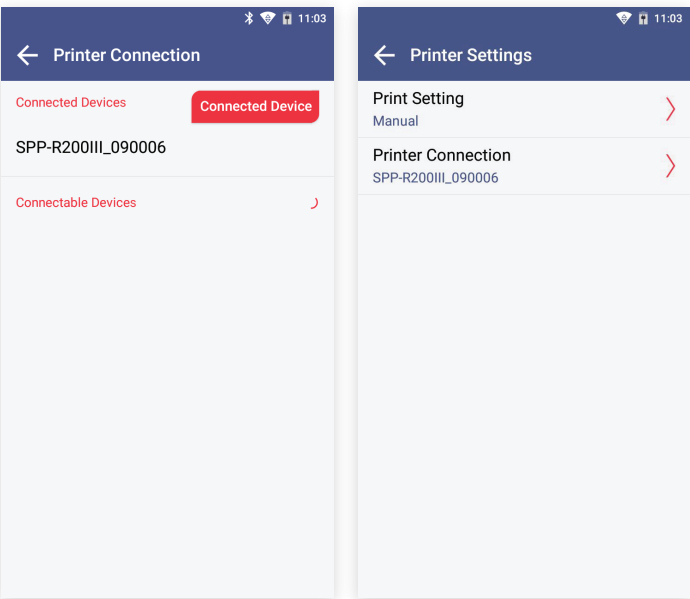 11:03
Printer Connection
Connected Devices
Connected Device
SPP-R200III_090006
Connectable Devices
11:03
Printer Settings
Print Setting
Manual
Printer Connection
SPP-R200III_090006